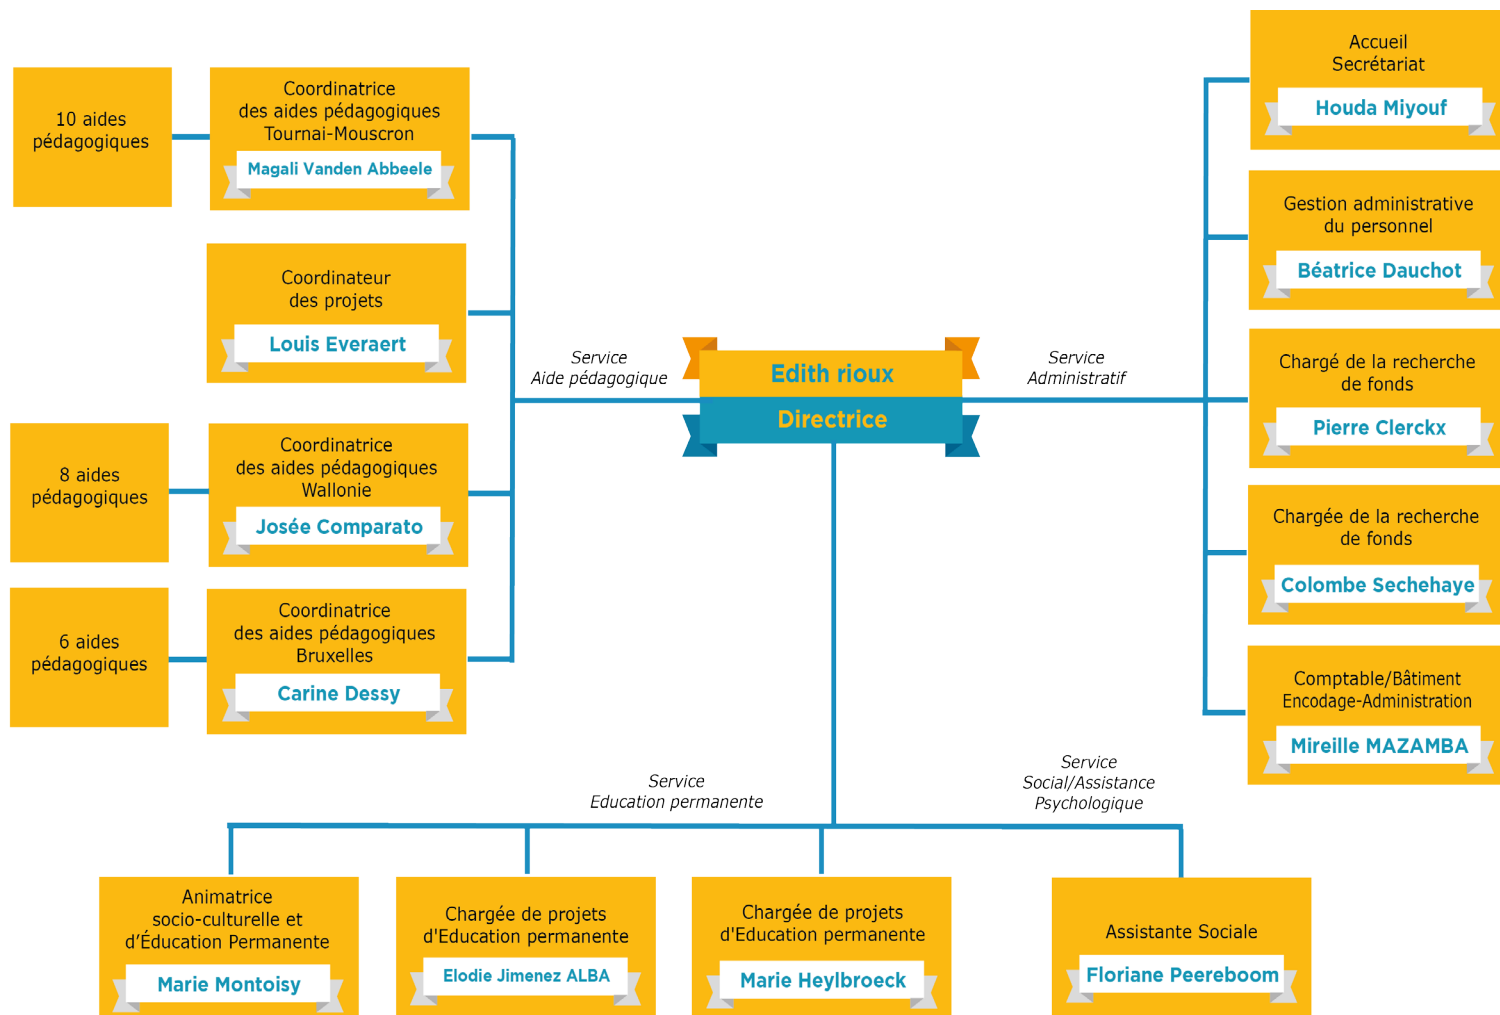 10 aides
pédagogiques
Coordinatrice
des aides pédagogiques
Tournai-Mouscron
Magali Vanden Abbeele
Coordinateur
des projets
Louis Everaert
8 aides
pédagogiques
Coordinatrice
des aides pédagogiques
Wallonie
Josée Comparato
6 aides
pédagogiques
Coordinatrice
des aides pédagogiques
Bruxelles
Carine Dessy
Service
Aide pédagogique
Edith rioux
Directrice
Service
Administratif
Accueil
Secrétariat
Houda Miyouf
Gestion administrative
du personnel
Béatrice Dauchot
Chargé de la recherche
de fonds
Pierre Clerckx
Chargée de la recherche
de fonds
Colombe Sechehaye
Comptable/Bâtiment
Encodage-Administration
Mireille MAZAMBA
Service
Education permanente
Service
Social/Assistance
Psychologique
Animatrice
socio-culturelle et
d’Éducation Permanente
Marie Montoisy
Chargée de projets
d'Education permanente
Elodie Jimenez ALBA
Chargée de projets
d'Education permanente
Marie Heylbroeck
Assistante Sociale
Floriane Peereboom